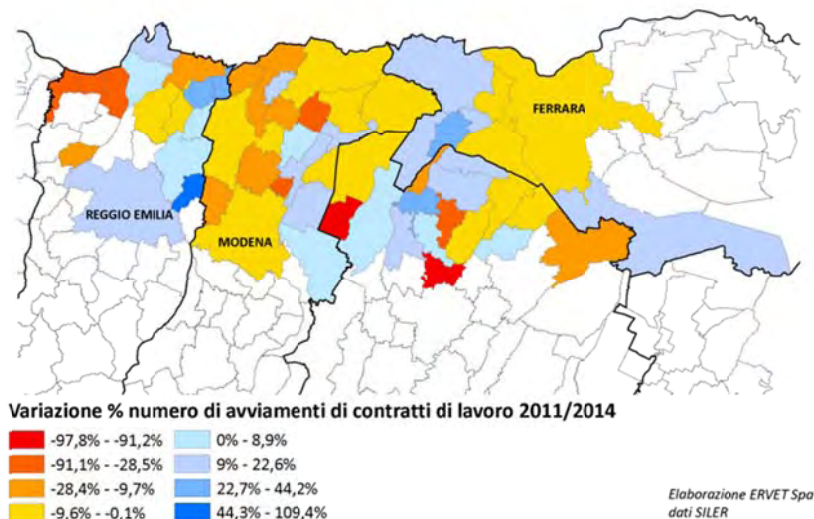 FERRARA
REGGIO EMILIA
MODENA
Variazione % numero di avviamenti di contratti di lavoro 2011/2014
-97,8% - -91,2%
0% - 8,9%
-91,1% - -28,5%
9% - 22,6%
-28,4% - -9,7%
22,7% - 44,2%
-9,6% - -0,1%
44,3% - 109,4%
Elaborazione ERVET Spa
dati SILER